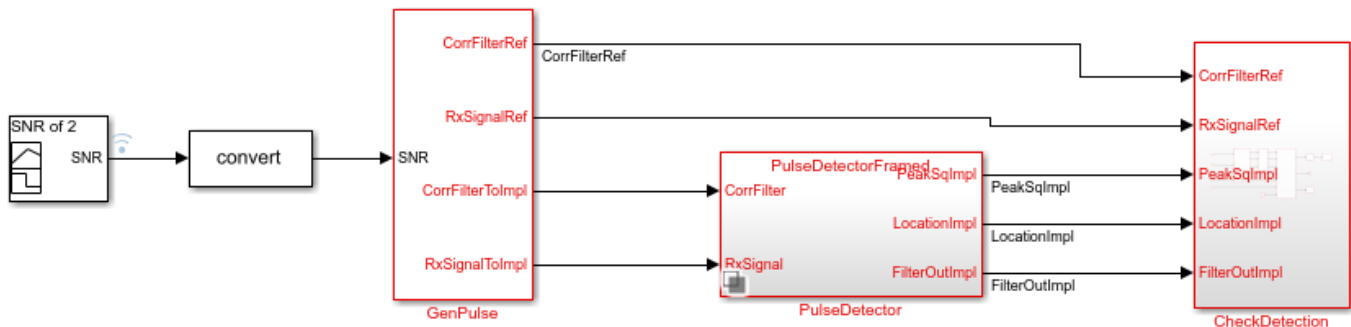 SNR of 2
SNR
convert
SNR
CorrFilterRef
RxSignalRef
CorrFilterToImpl
RxSignalToImpl
GenPulse
CorrFilterRef
PulseDetectorFramed
CorrFilter
RxSignal
PeakSqImpl
LocationImpl
FilterOutImpl
PulseDetector
PeakSqImpl
LocationImpl
FilterOutImpl
CorrFilterRef
RxSignalRef
PeakSqImpl
LocationImpl
FilterOutImpl
CheckDetection